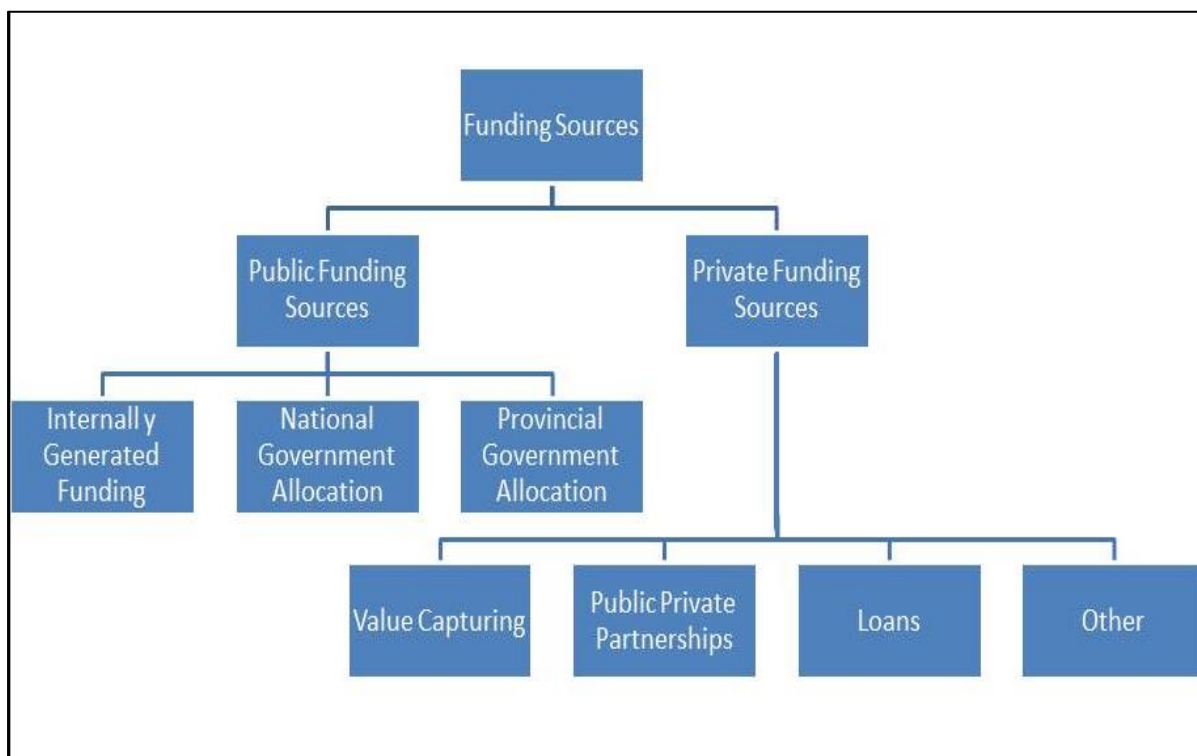 Funding Sources
Public Funding
Sources
Private Funding
Sources
Internall y
Generated
Funding
National
Government
Allocation
Provincial
Government
Allocation
Value Capturing
Public Private
Partnerships
Loans
Other